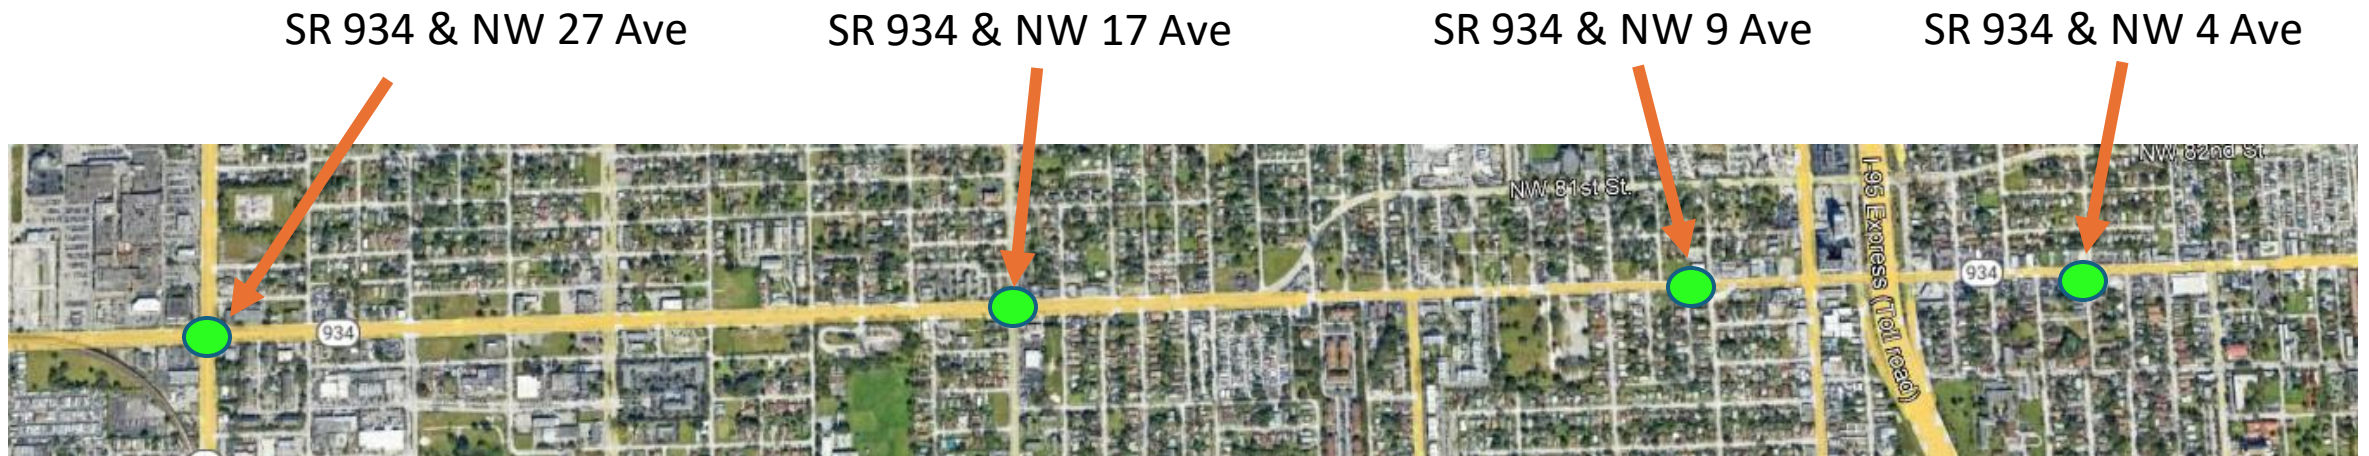 SR 934 & NW 27 Ave
SR 934 & NW 17 Ave
SR 934 & NW 9 Ave
SR 934 & NW 4 Ave
NW 82nd St
NW 81st St.
I-95 Express (Toll road)
934
934